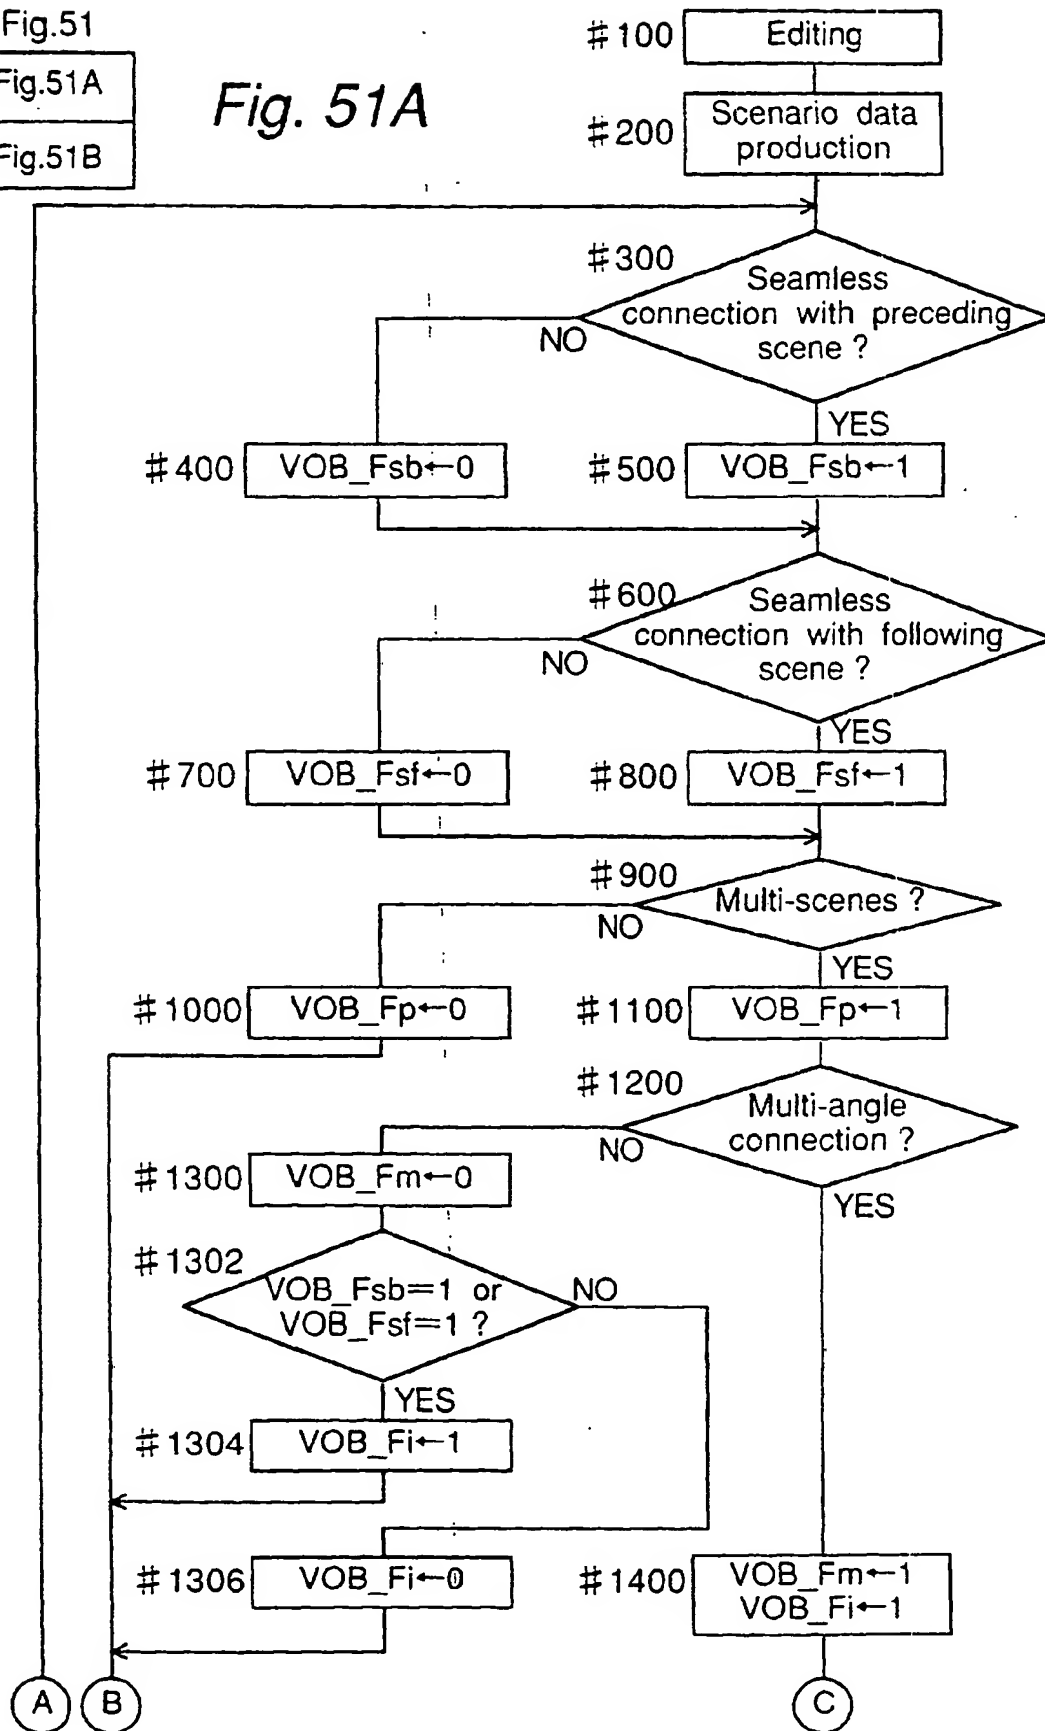 Fig.51
Fig.51A
Fig.51B
Fig. 51A
#100
Editing
#200
Scenario data
production
#300
Seamless
connection with preceding
scene ?
NO
YES
#400
VOB_Fsb←0
#500
VOB_Fsb←1
#600
Seamless
connection with following
scene ?
NO
YES
#700
VOB_Fsf←0
#800
VOB_Fsf←1
#900
Multi-scenes ?
NO
YES
#1000
VOB_Fp←0
#1100
VOB_Fp←1
#1200
Multi-angle
connection ?
NO
YES
#1300
VOB_Fm←0
#1302
VOB_Fsb=1 or
VOB_Fsf=1 ?
NO
YES
#1304
VOB_Fi←1
#1306
VOB_Fi←0
#1400
VOB_Fm←1
VOB_Fi←1
A
B
C